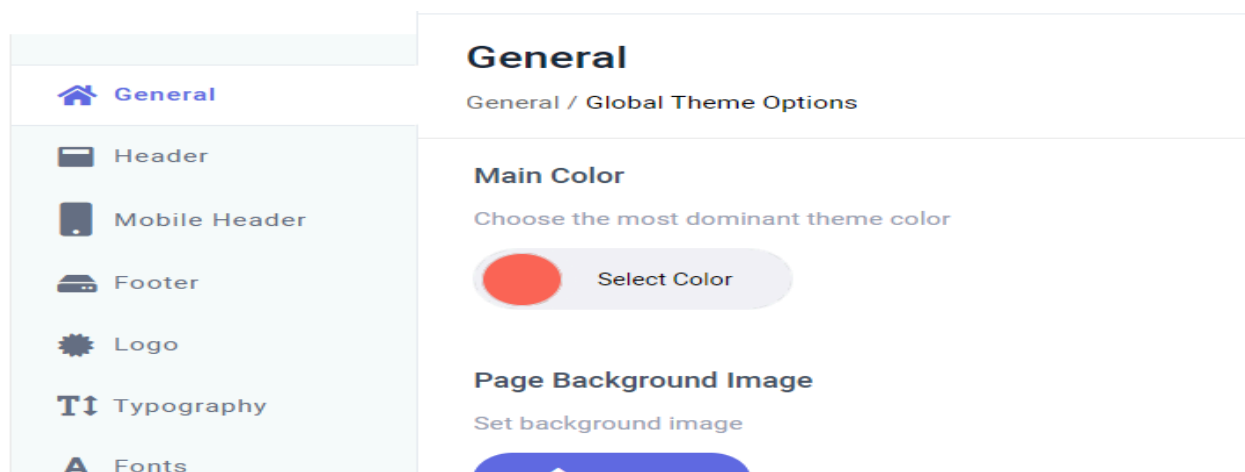 General
Header
Mobile Header
Footer
Logo
Typography
Fonts
General
General / Global Theme Options
Main Color
Choose the most dominant theme color
Select Color
Page Background Image
Set background image